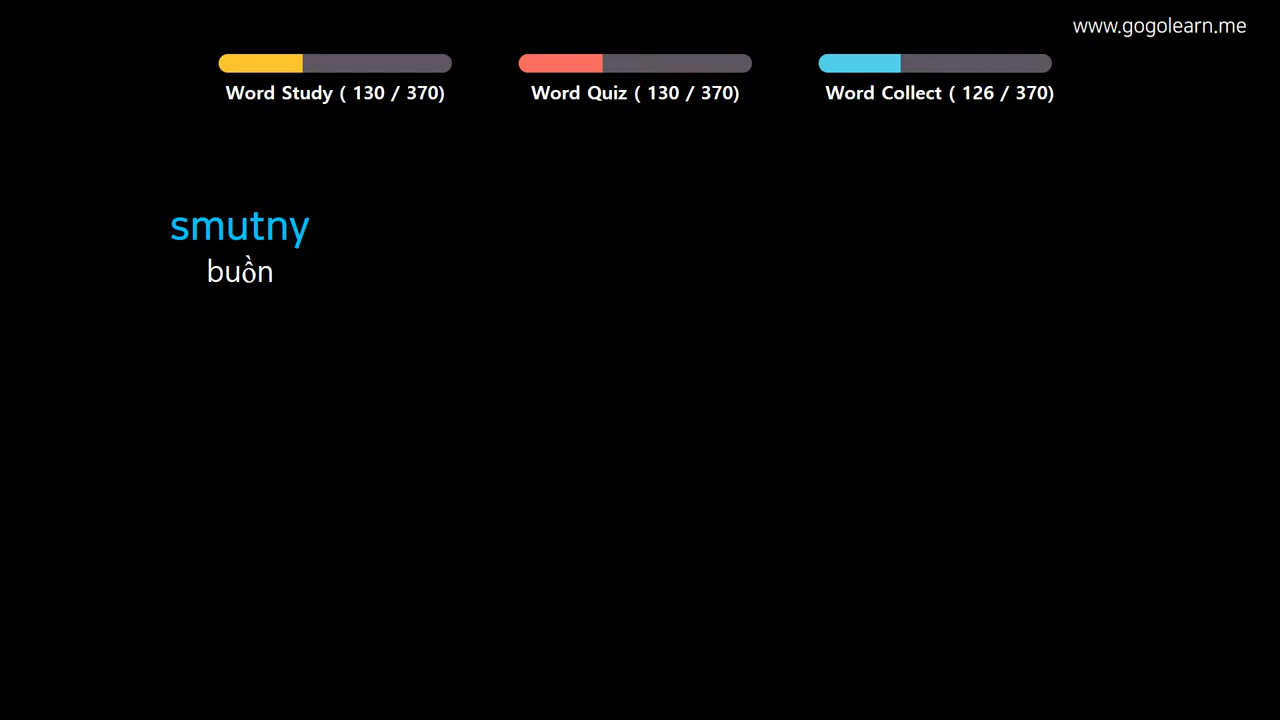 www.gogolearn.me
Word Study ( 130 / 370)
Word Quiz ( 130 / 370)
Word Collect ( 126 / 370)
smutny
buồn